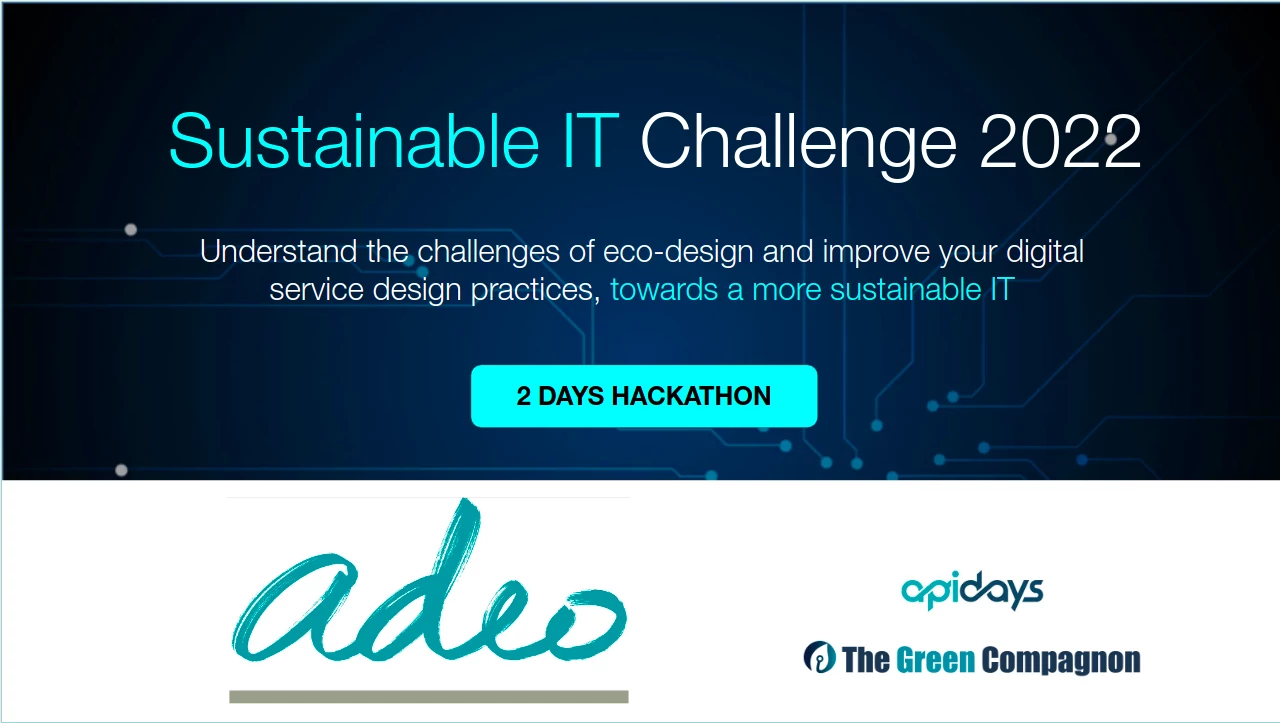 Sustainable IT Challenge 2022
Understand the challenges of eco-design and improve your digital
service design practices, towards a more sustainable IT
2 DAYS HACKATHON
adeo
apidays
The Green Compagnon